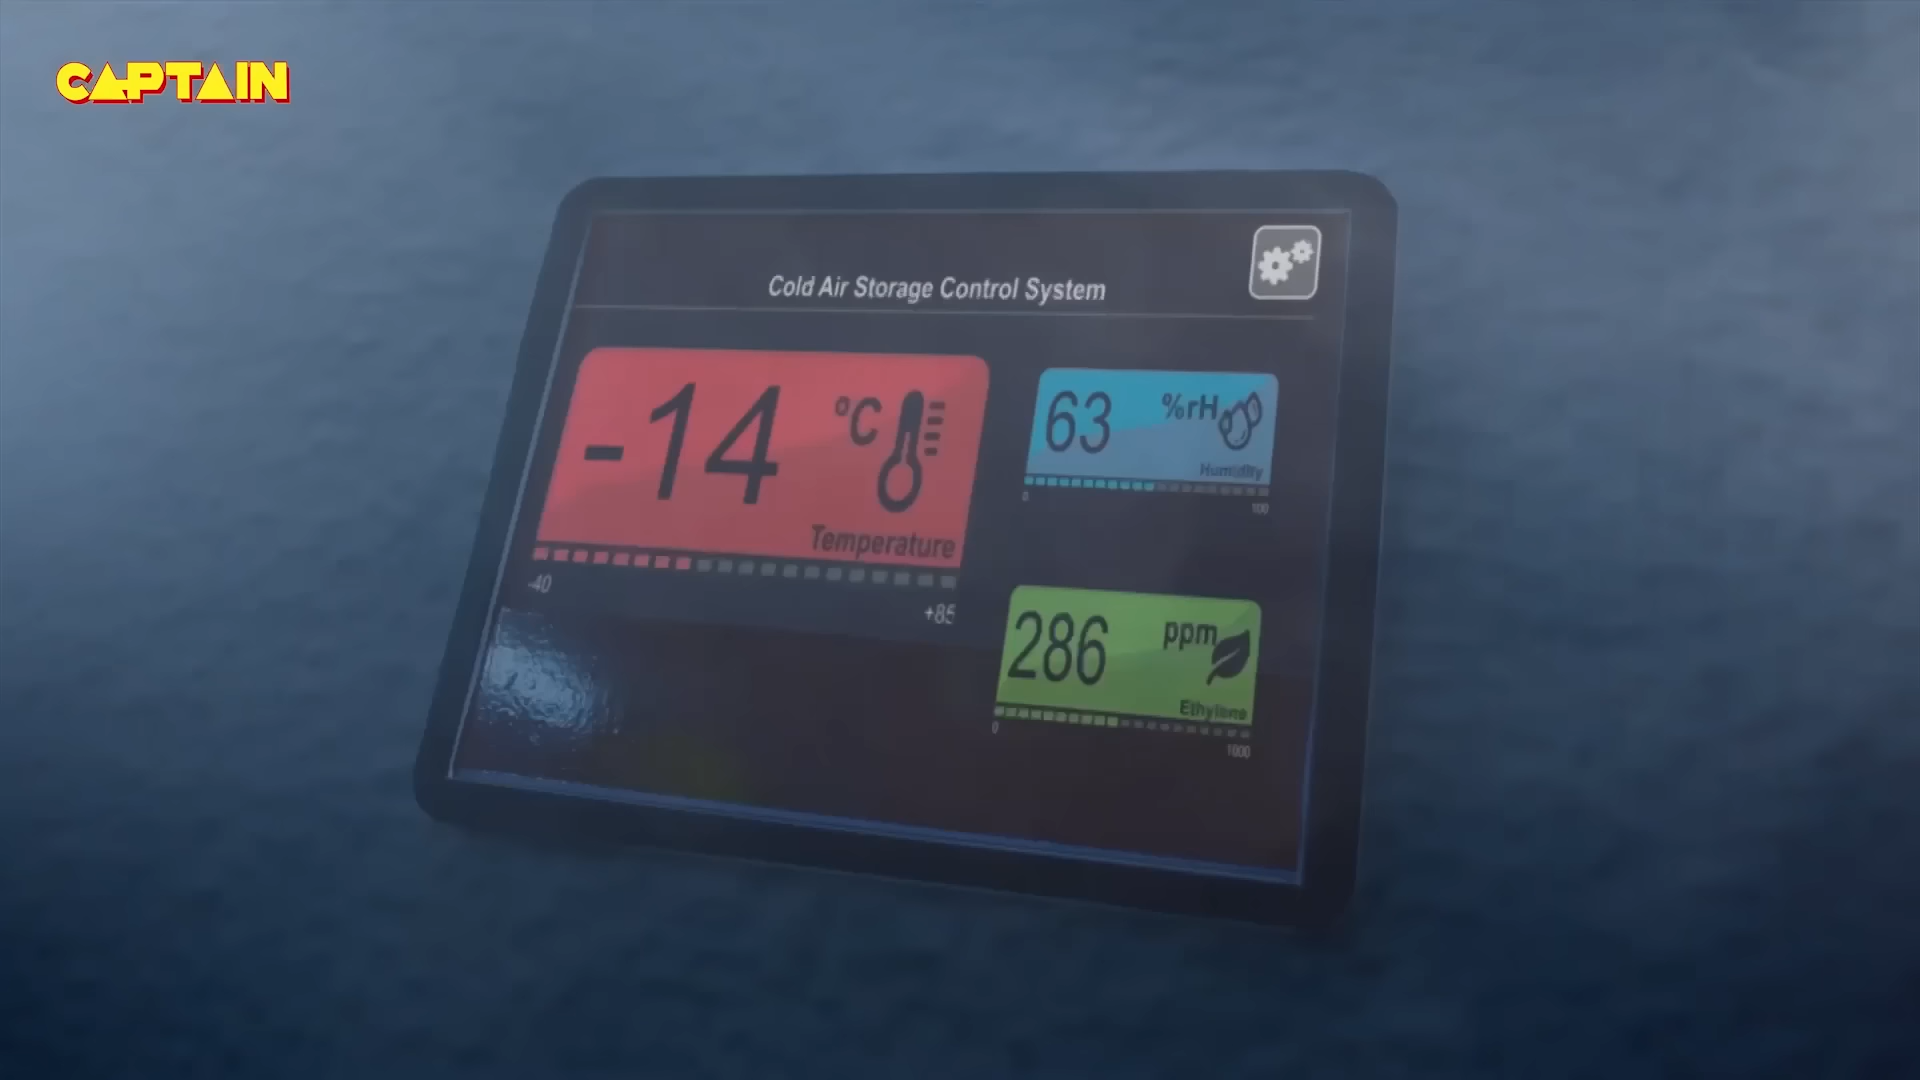 CAPTAIN
Cold Air Storage Control System
-14 °C
Temperature
-40
+85
63 %rH
Humidity
0
100
286 ppm
Ethylene
0
1000